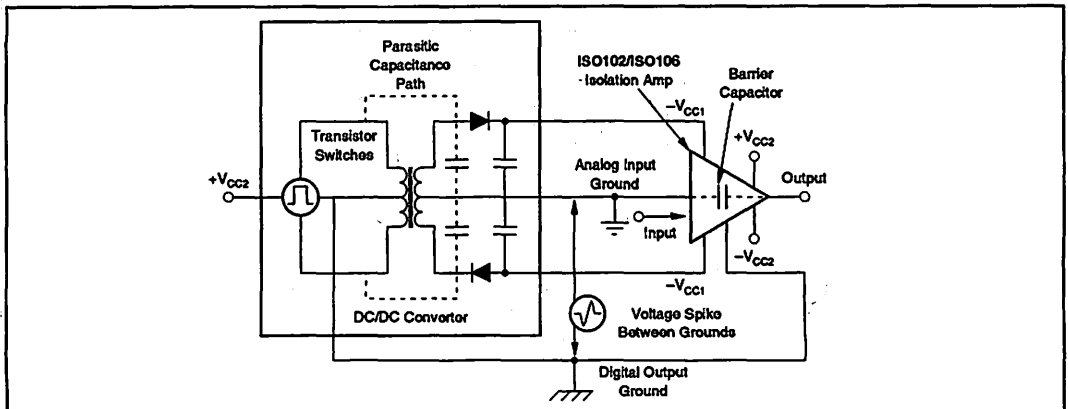 Parasitic
Capacitance
Path
ISO102/ISO106
Isolation Amp
Barrier
Capacitor
–VCC1
+VCC2
Transistor
Switches
Analog Input
Ground
Output
+VCC2
Input
–VCC2
–VCC1
DC/DC Convertor
Voltage Spike
Between Grounds
Digital Output
Ground